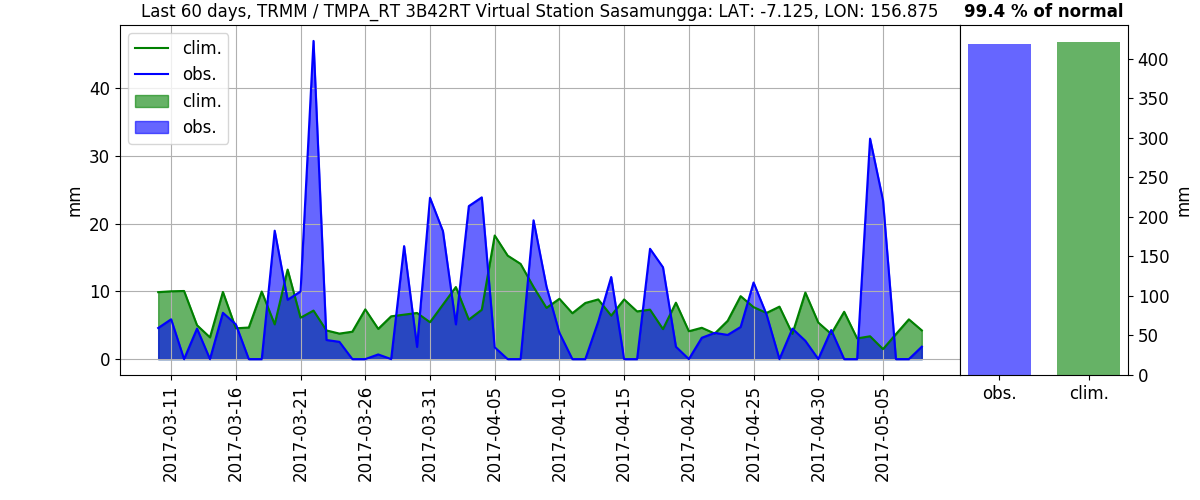 Last 60 days, TRMM / TMPA_RT 3B42RT Virtual Station Sasamungga: LAT: -7.125, LON: 156.875
99.4 % of normal
clim.
obs.
clim.
obs.
mm
40
30
20
10
0
2017-03-11
2017-03-16
2017-03-21
2017-03-26
2017-03-31
2017-04-05
2017-04-10
2017-04-15
2017-04-20
2017-04-25
2017-04-30
2017-05-05
400
350
300
250
200
150
100
50
0
mm
obs.
clim.